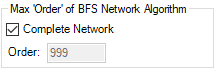 Max 'Order' of BFS Network Algorithm
Complete Network
Order: 999